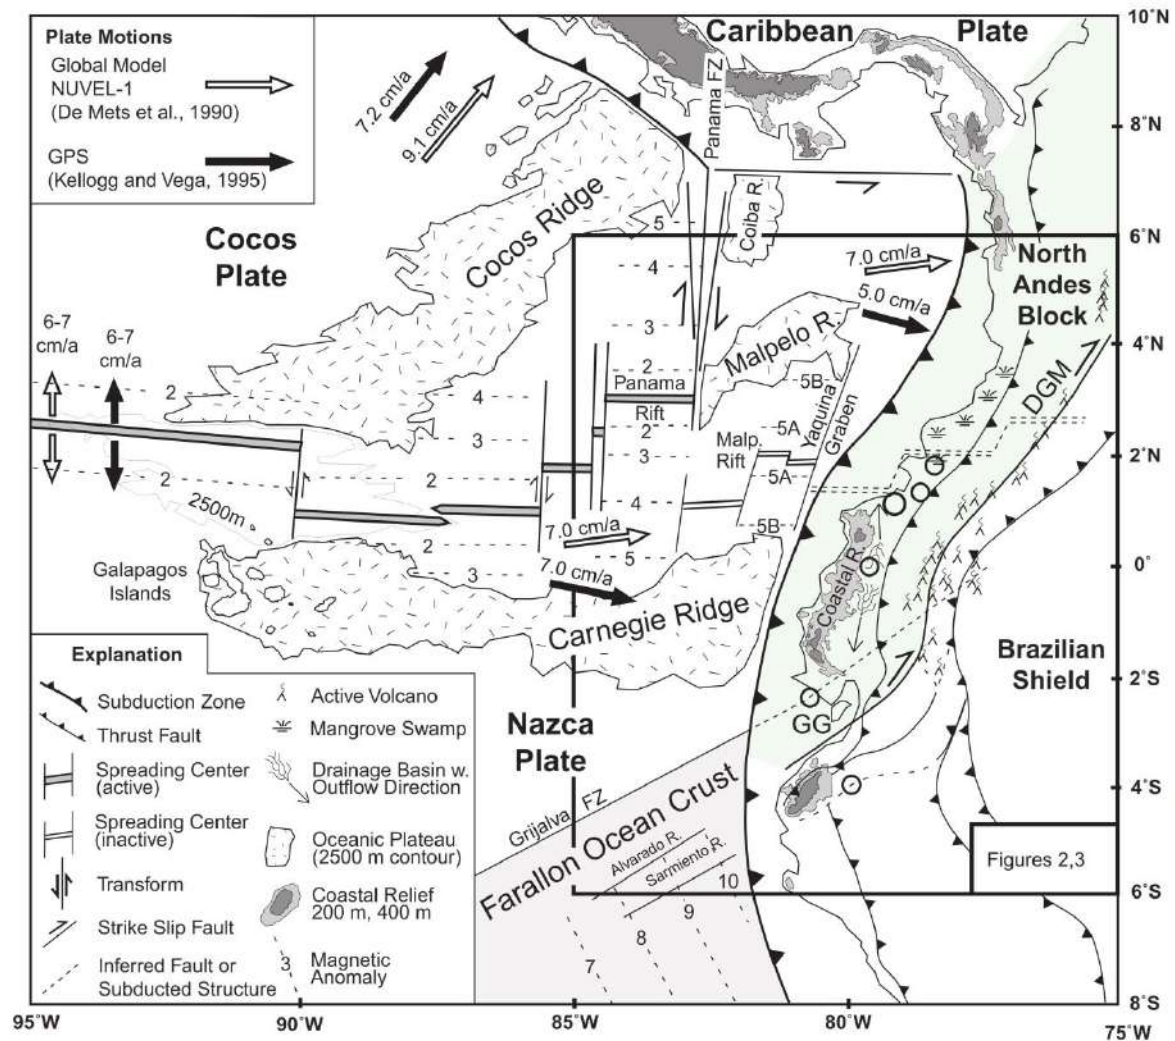 10°N
Caribbean Plate
Plate Motions
Global Model
NUVEL-1
(De Mets et al., 1990)
GPS
(Kellogg and Vega, 1995)
7.2 cm/a
9.1 cm/a
Panama FZ
8°N
Cocos
Plate
Cocos Ridge
Coiba R.
5
6°N
4
7.0 cm/a
5.0 cm/a
North
Andes
Block
6-7
cm/a
6-7
cm/a
3
Malpelo R.
4°N
2
Panama
Rift
5B
DGM
2
4
2
3
3
5A
Malp.
Rift
Yaquina
Graben
2°N
2
2
5A
4
2500m
7.0 cm/a
5B
2
5
3
0°
Galapagos
Islands
7.0 cm/a
Carnegie Ridge
Coastal R.
Brazilian
Shield
2°S
GG
Nazca
Plate
Explanation
Subduction Zone
Thrust Fault
Spreading Center
(active)
Spreading Center
(inactive)
Transform
Strike Slip Fault
Inferred Fault or
Subducted Structure
Active Volcano
Mangrove Swamp
Drainage Basin w.
Outflow Direction
Oceanic Plateau
(2500 m contour)
Coastal Relief
200 m, 400 m
3
Magnetic
Anomaly
Grijalva FZ
Farallon Ocean Crust
Alvarado R.
Sarmiento R.
10
9
8
7
4°S
Figures 2,3
6°S
8°S
95°W
90°W
85°W
80°W
75°W